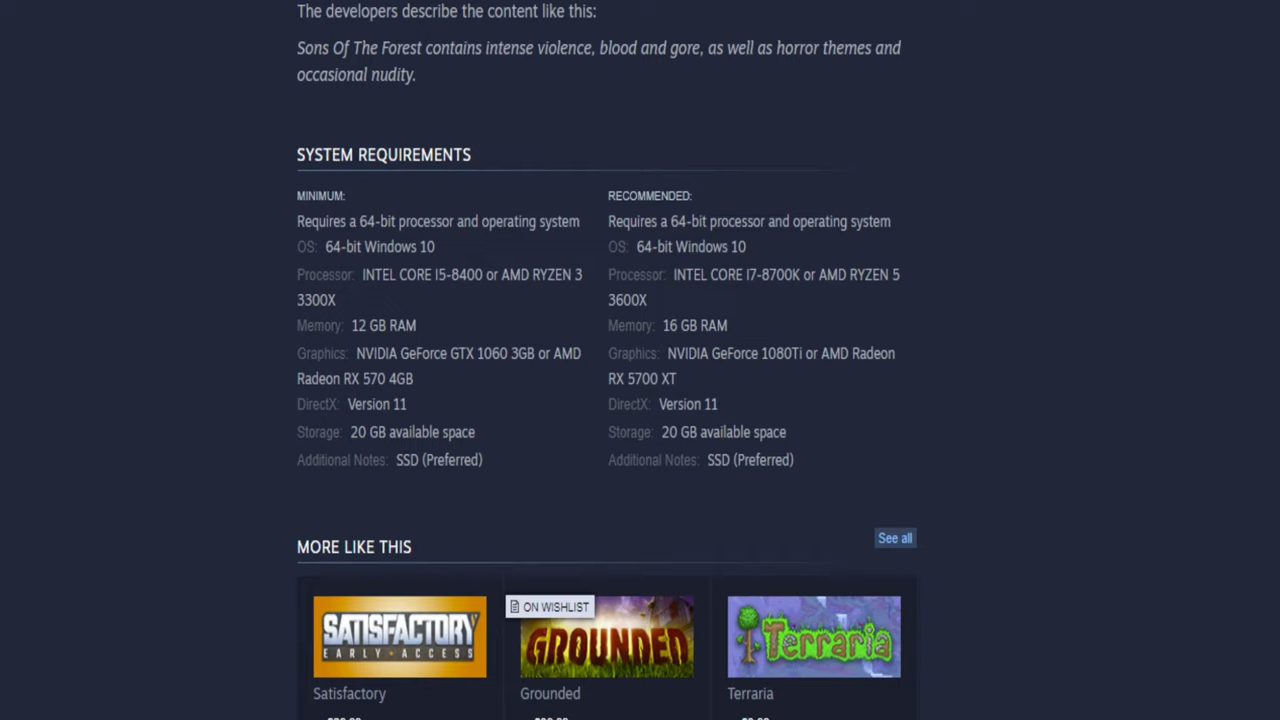 The developers describe the content like this:
Sons Of The Forest contains intense violence, blood and gore, as well as horror themes and
occasional nudity.
SYSTEM REQUIREMENTS
MINIMUM:
Requires a 64-bit processor and operating system
OS: 64-bit Windows 10
Processor: INTEL CORE I5-8400 or AMD RYZEN 3
3300X
Memory: 12 GB RAM
Graphics: NVIDIA GeForce GTX 1060 3GB or AMD
Radeon RX 570 4GB
DirectX: Version 11
Storage: 20 GB available space
Additional Notes: SSD (Preferred)
RECOMMENDED:
Requires a 64-bit processor and operating system
OS: 64-bit Windows 10
Processor: INTEL CORE I7-8700K or AMD RYZEN 5
3600X
Memory: 16 GB RAM
Graphics: NVIDIA GeForce 1080Ti or AMD Radeon
RX 5700 XT
DirectX: Version 11
Storage: 20 GB available space
Additional Notes: SSD (Preferred)
MORE LIKE THIS
See all
SATISFACTORY
EARLY ACCESS
Satisfactory
ON WISHLIST
GROUNDED
Grounded
Terraria
Terraria